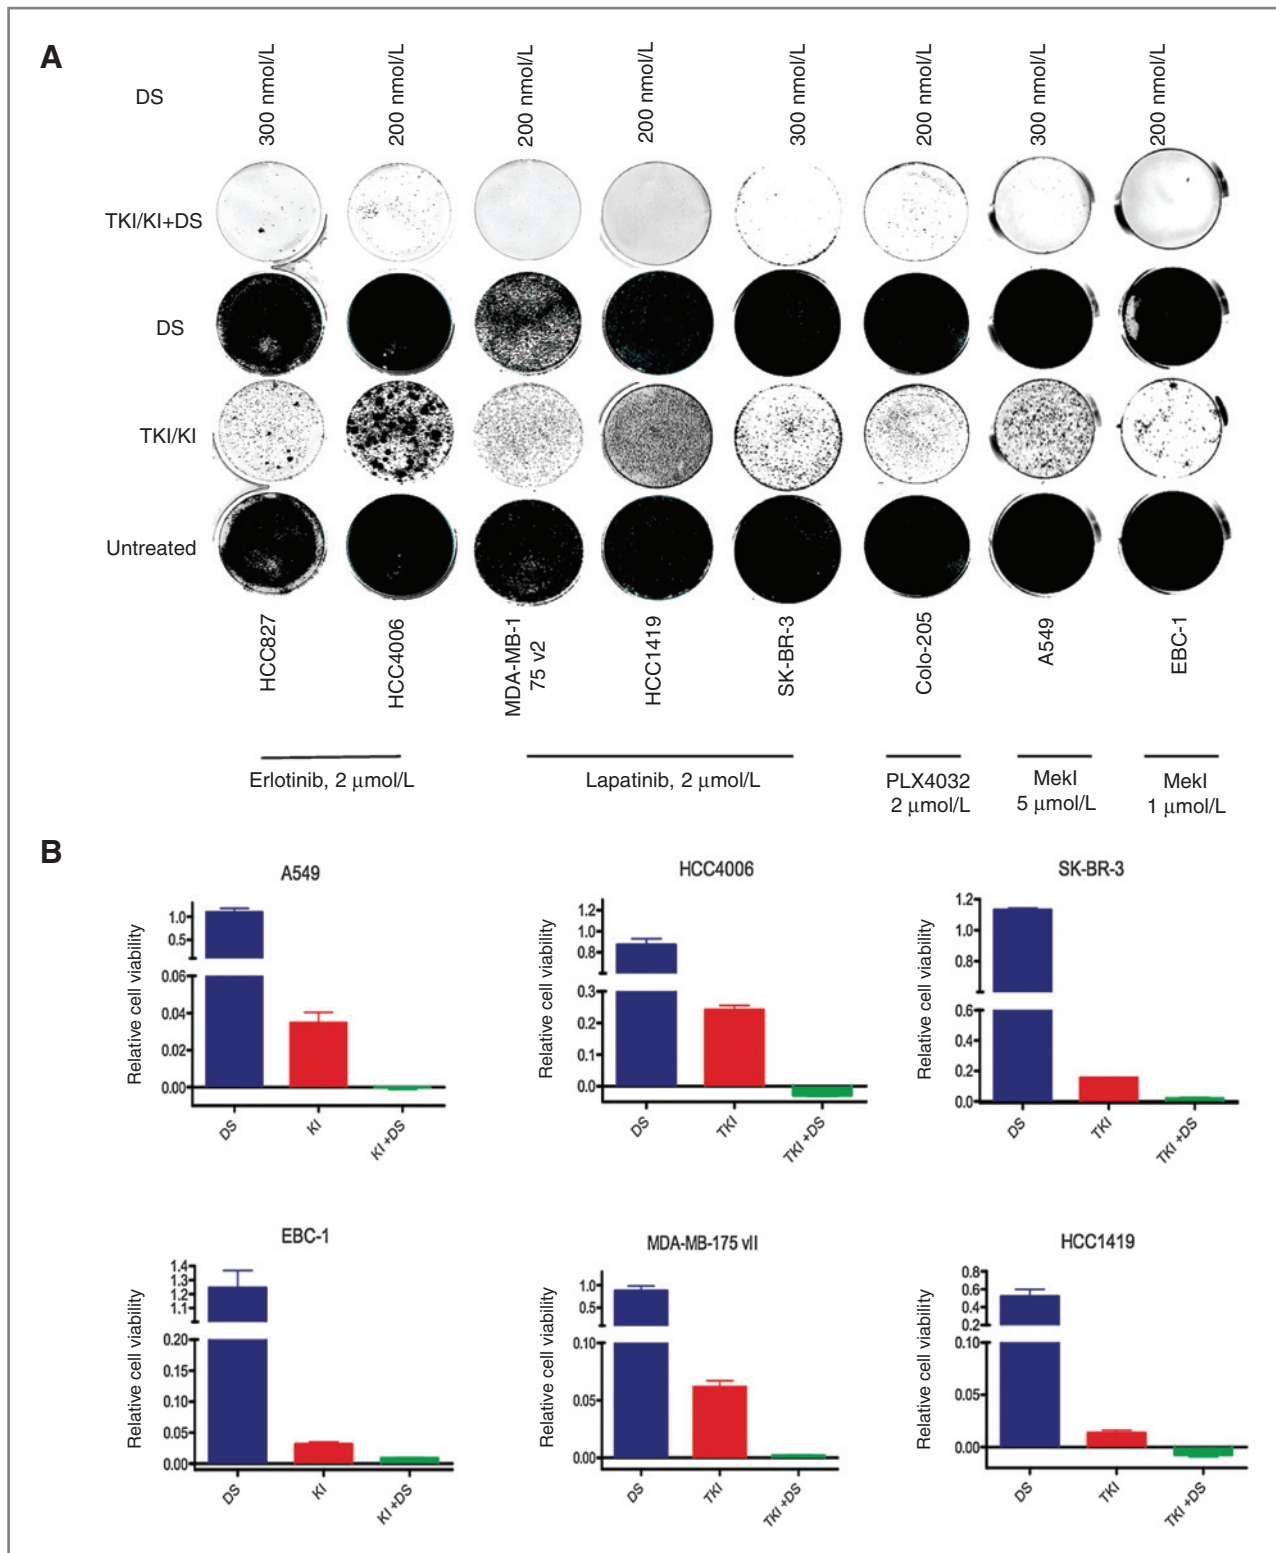 A
DS
300 nmol/L
200 nmol/L
200 nmol/L
200 nmol/L
300 nmol/L
200 nmol/L
300 nmol/L
200 nmol/L
TKI/KI+DS
DS
TKI/KI
Untreated
HCC827
HCC4006
MDA-MB-1
75 v2
HCC1419
SK-BR-3
Colo-205
A549
EBC-1
Erlotinib, 2 μmol/L
Lapatinib, 2 μmol/L
PLX4032
2 μmol/L
MekI
5 μmol/L
MekI
1 μmol/L
B
A549
Relative cell viability
1.0
0.5
0.06
0.04
0.02
0.00
DS
KI
KI +DS
HCC4006
Relative cell viability
1.2
1.0
0.8
0.3
0.2
0.1
0.0
DS
TKI
TKI +DS
SK-BR-3
Relative cell viability
1.2
1.0
0.8
0.6
0.4
0.2
0.0
DS
TKI
TKI +DS
EBC-1
Relative cell viability
1.4
1.3
1.2
1.1
0.20
0.15
0.10
0.05
0.00
DS
KI
KI +DS
MDA-MB-175 vII
Relative cell viability
1.0
0.5
0.10
0.05
0.00
DS
TKI
TKI +DS
HCC1419
Relative cell viability
0.8
0.6
0.4
0.2
0.10
0.05
0.00
DS
TKI
TKI +DS